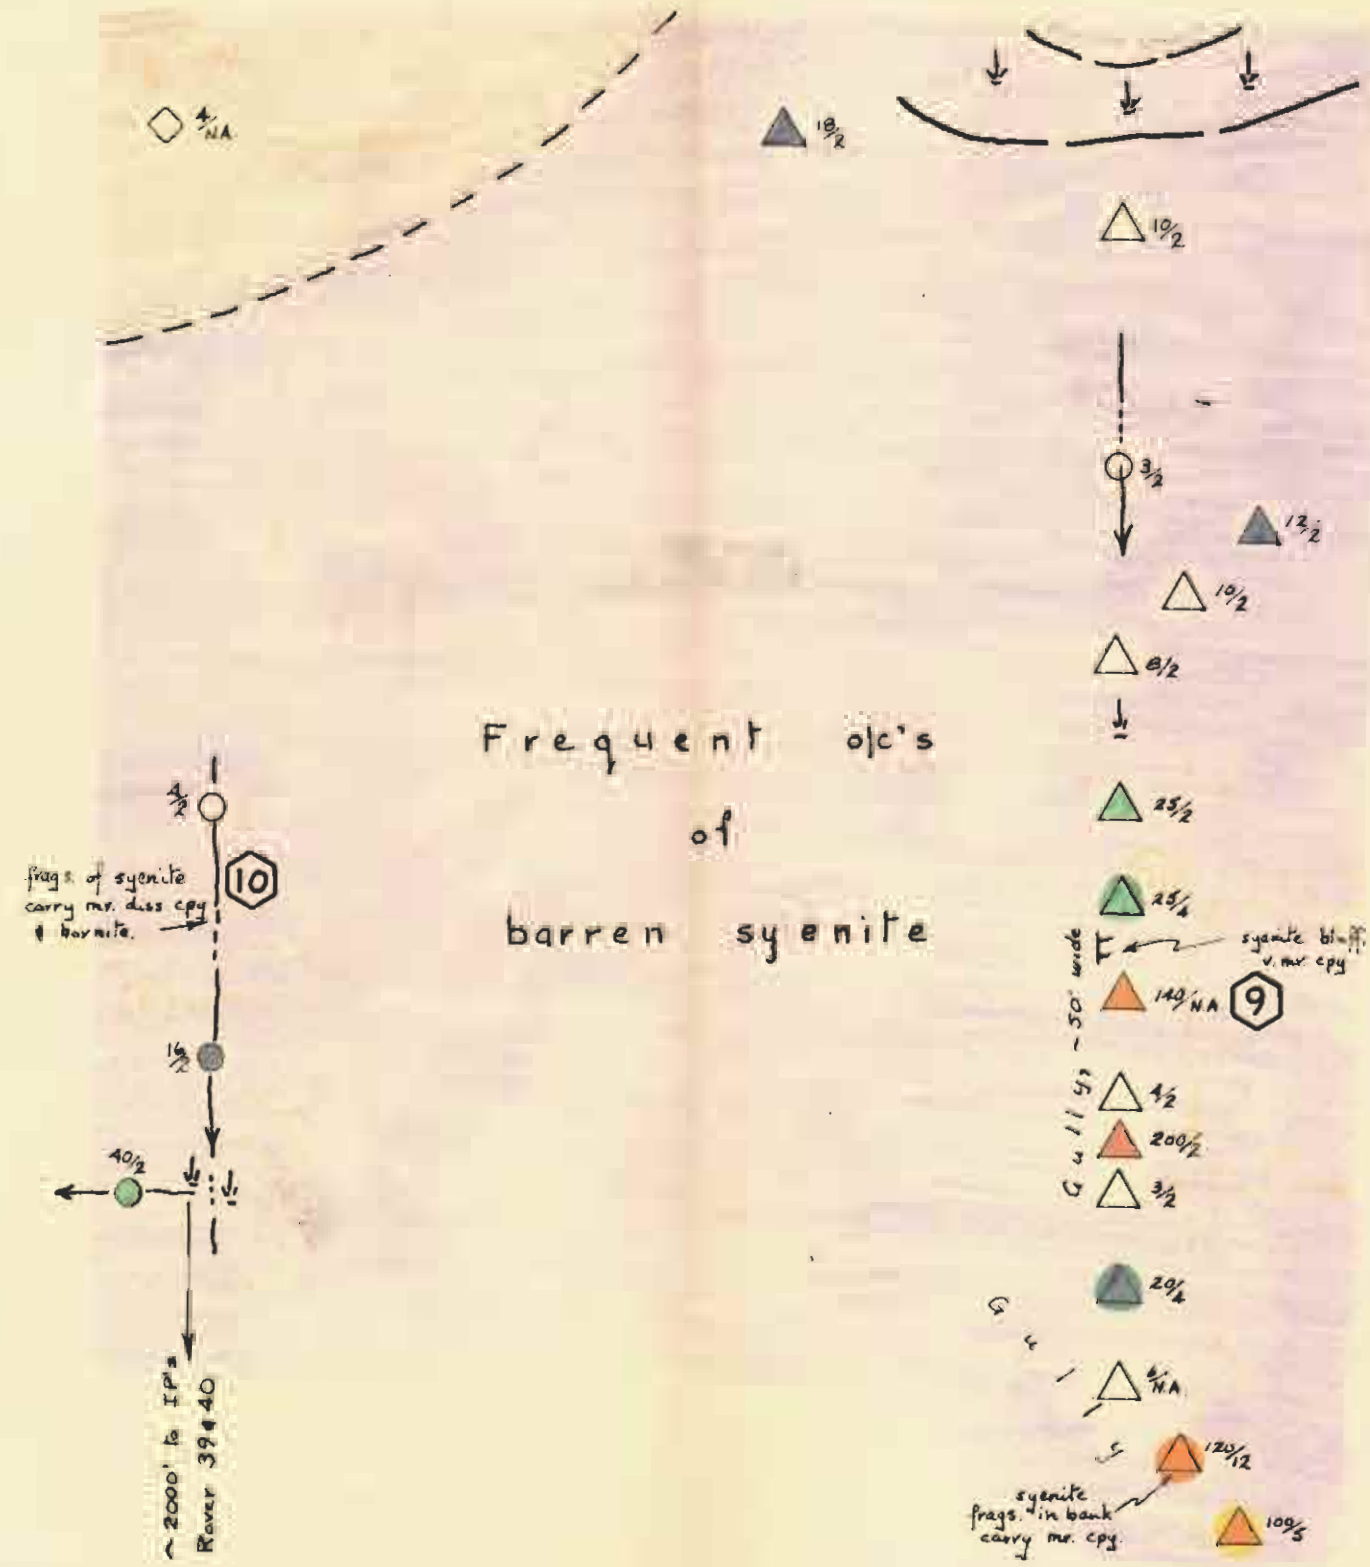 4/N.A.
18/2
10/2
3/2
12/2
10/2
8/2
Frequent o/c's
of
barren syenite
4/2
10
frags. of syenite
carry mr. diss cpy
& bornite.
16/2
40/2
~2000' to IP's
Rover 39 & 40
25/2
25/4
syenite bluff.
v. mr. cpy
140/N.A
9
Gully, ~50' wide
4/2
200/2
3/2
20/4
Gully
6/N.A.
120/12
syenite
frags. in bank
carry mr. cpy.
100/5